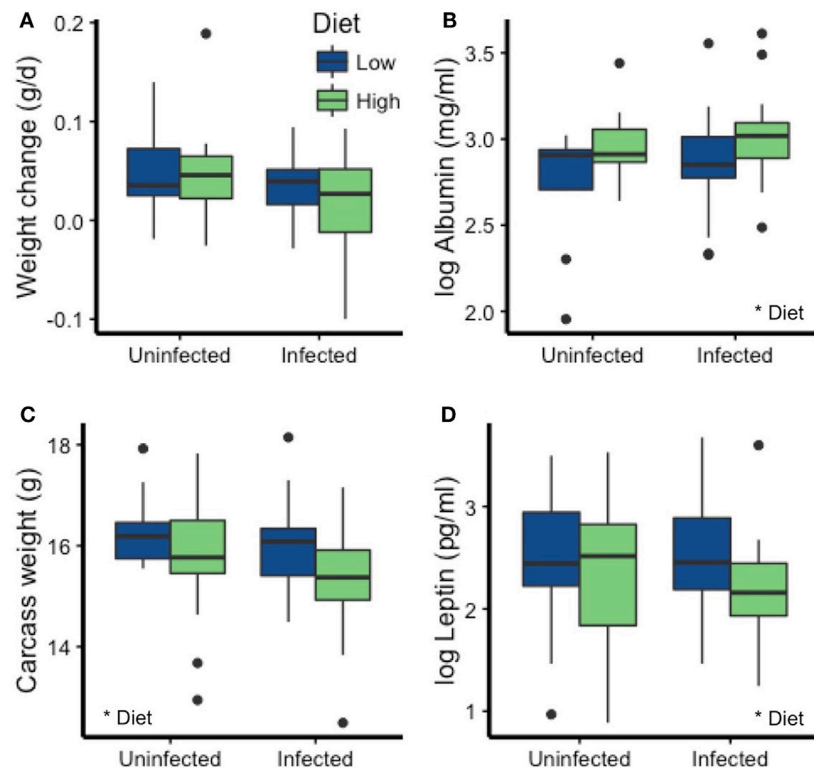 A
Diet
Low
High
Weight change (g/d)
0.2
0.1
0.0
-0.1
Uninfected
Infected
B
log Albumin (mg/ml)
3.5
3.0
2.5
2.0
* Diet
Uninfected
Infected
C
Carcass weight (g)
18
16
14
* Diet
Uninfected
Infected
D
log Leptin (pg/ml)
3
2
1
* Diet
Uninfected
Infected